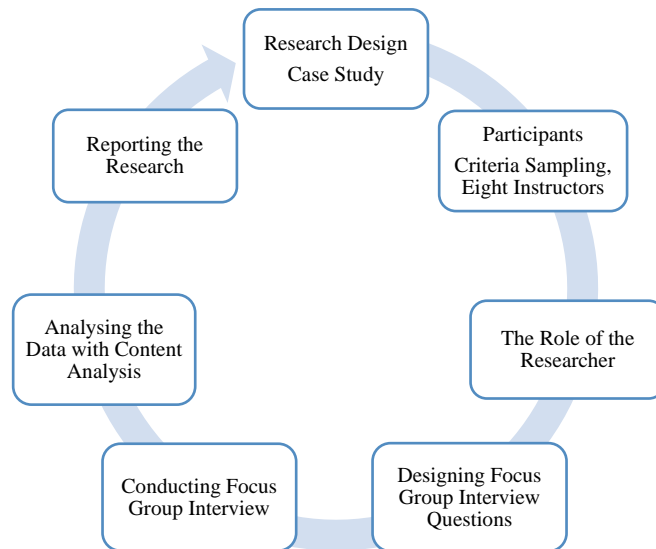 Research Design
Case Study
Participants
Criteria Sampling,
Eight Instructors
The Role of the
Researcher
Designing Focus
Group Interview
Questions
Conducting Focus
Group Interview
Analysing the
Data with Content
Analysis
Reporting the
Research